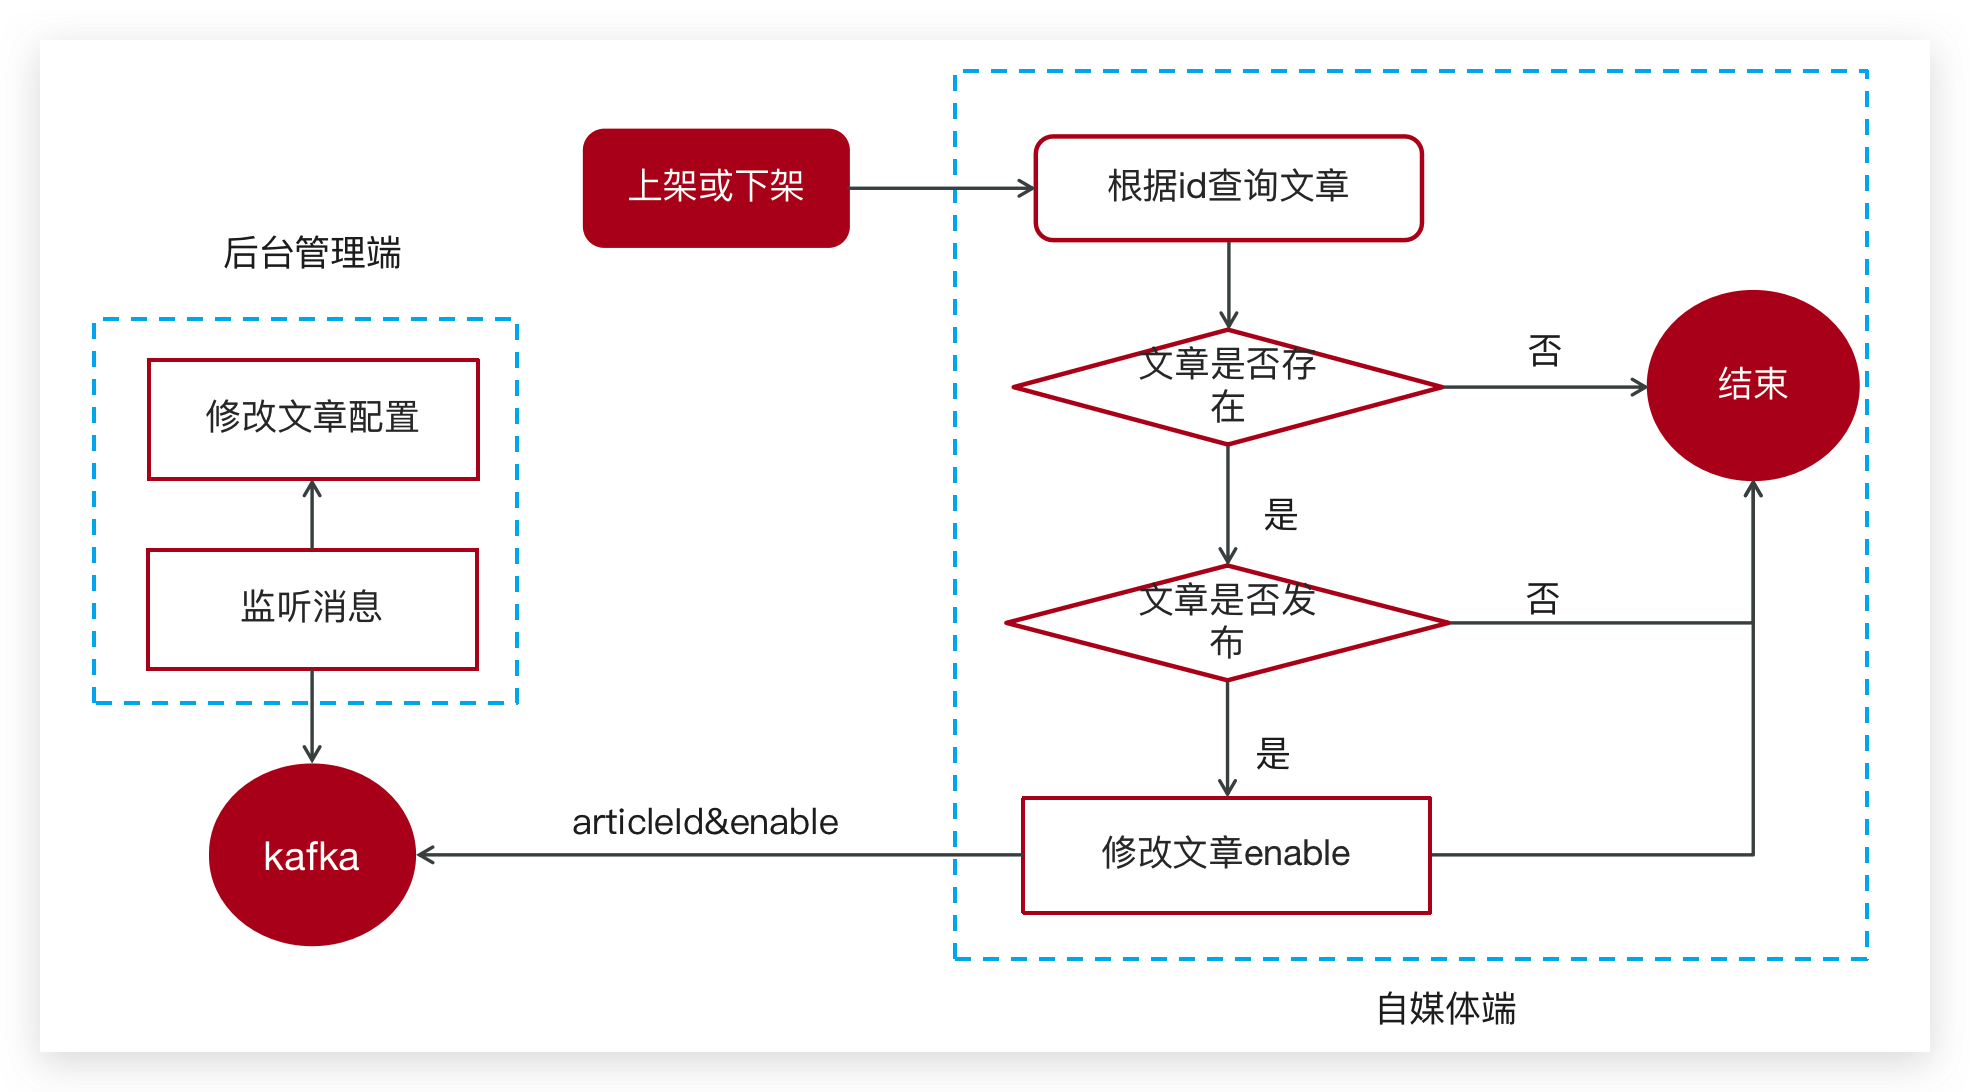 上架或下架
根据id查询文章
后台管理端
文章是否存
在
否
结束
修改文章配置
是
监听消息
文章是否发
布
否
是
articleId&enable
kafka
修改文章enable
自媒体端